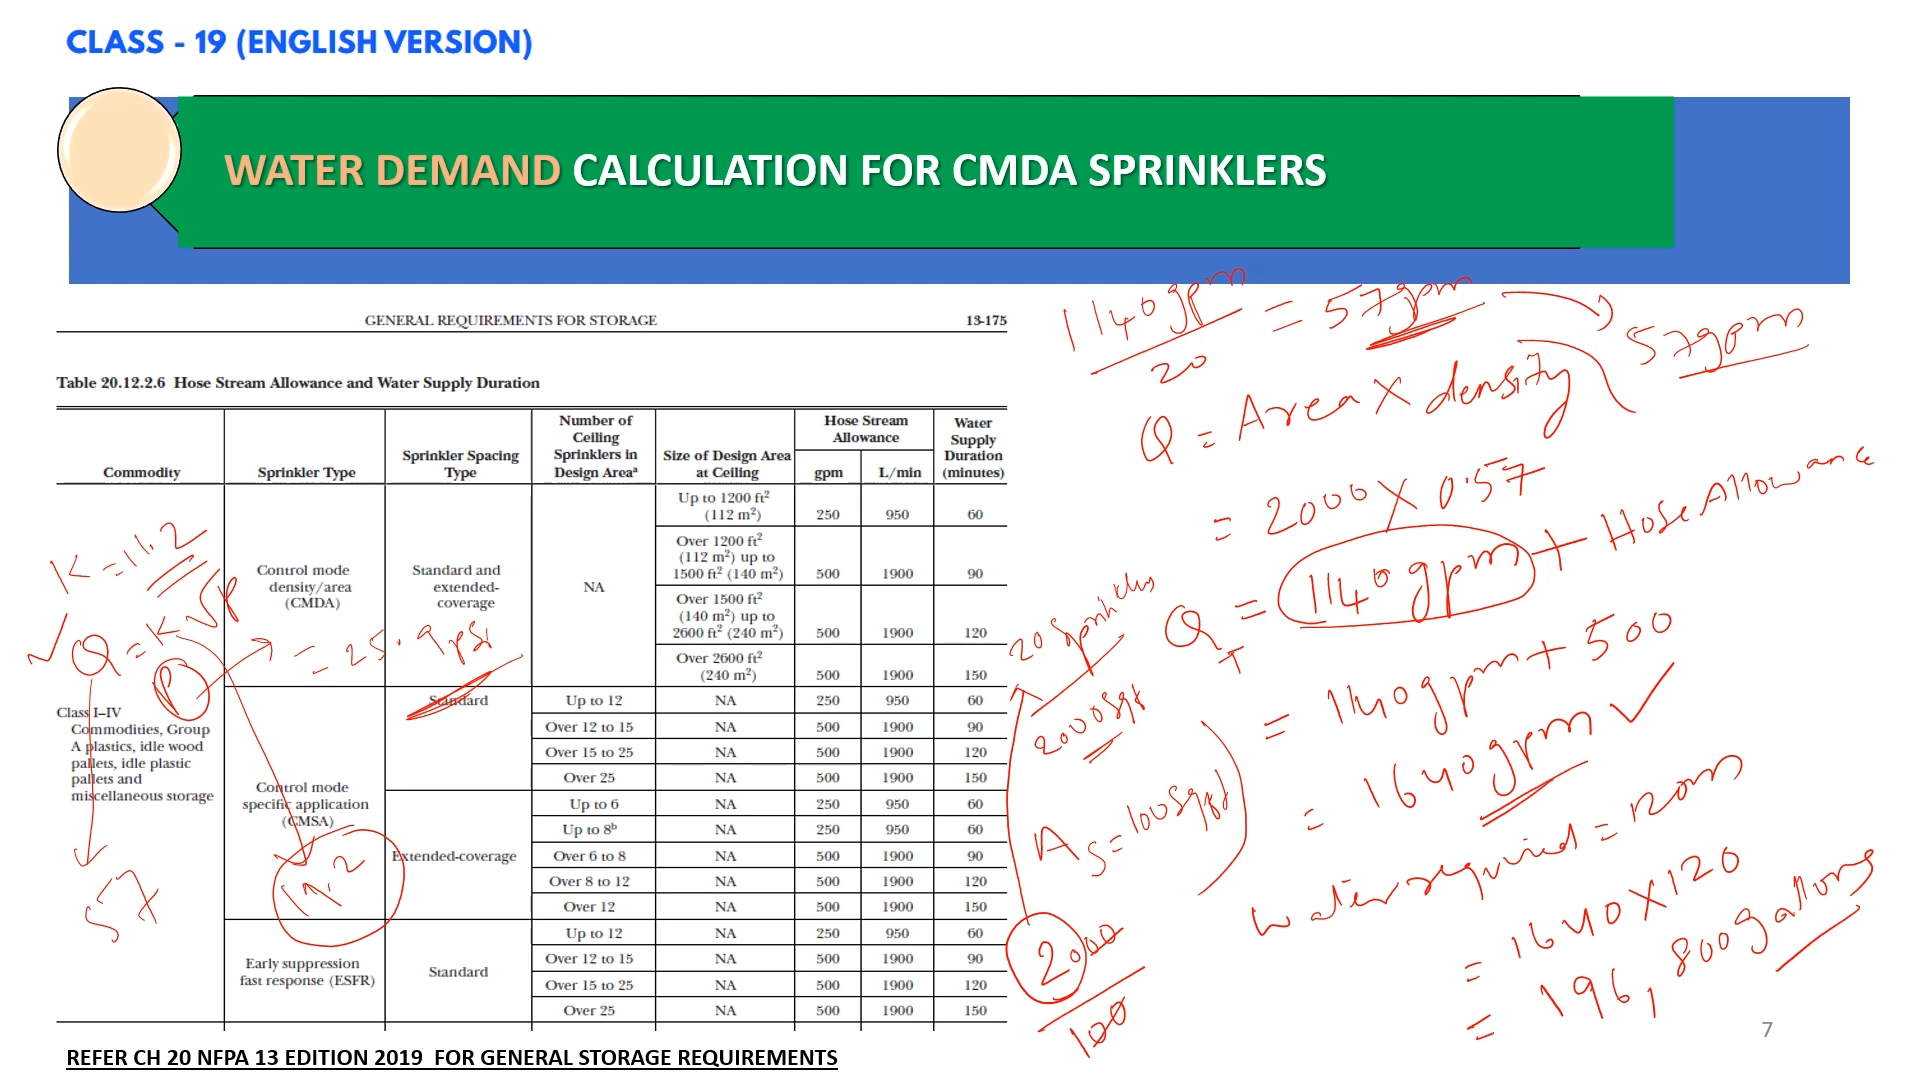 CLASS - 19 (ENGLISH VERSION)
WATER DEMAND CALCULATION FOR CMDA SPRINKLERS
GENERAL REQUIREMENTS FOR STORAGE 13-175
Table 20.12.2.6 Hose Stream Allowance and Water Supply Duration
Commodity | Sprinkler Type | Sprinkler Spacing Type | Number of Ceiling Sprinklers in Design Areaª | Size of Design Area at Ceiling | Hose Stream Allowance gpm | L/min | Water Supply Duration (minutes)
Class I–IV Commodities, Group A plastics, idle wood pallets, idle plastic pallets and miscellaneous storage
Control mode density/area (CMDA) | Standard and extended-coverage | NA | Up to 1200 ft² (112 m²) | 250 | 950 | 60
Over 1200 ft² (112 m²) up to 1500 ft² (140 m²) | 500 | 1900 | 90
Over 1500 ft² (140 m²) up to 2600 ft² (240 m²) | 500 | 1900 | 120
Over 2600 ft² (240 m²) | 500 | 1900 | 150
Control mode specific application (CMSA) | Standard | Up to 12 | NA | 250 | 950 | 60
Over 12 to 15 | NA | 500 | 1900 | 90
Over 15 to 25 | NA | 500 | 1900 | 120
Over 25 | NA | 500 | 1900 | 150
Extended-coverage | Up to 6 | NA | 250 | 950 | 60
Up to 8ᵇ | NA | 250 | 950 | 60
Over 6 to 8 | NA | 500 | 1900 | 90
Over 8 to 12 | NA | 500 | 1900 | 120
Over 12 | NA | 500 | 1900 | 150
Early suppression fast response (ESFR) | Standard | Up to 12 | NA | 250 | 950 | 60
Over 12 to 15 | NA | 500 | 1900 | 90
Over 15 to 25 | NA | 500 | 1900 | 120
Over 25 | NA | 500 | 1900 | 150
K = 11.2
Q = K√P
P = 25.9 psi
11.2
57
1140 gpm / 20 = 57 gpm
57 gpm
Q = Area X density
= 2000 X 0.57
Q_T = 1140 gpm + Hose Allowance
= 1140 gpm + 500
= 1640 gpm
Water required = 120m
= 1640 X 120
= 196,800 gallons
20 Sprinklers
2000 sqft
A_S = 100 sqft
2000 / 100
REFER CH 20 NFPA 13 EDITION 2019 FOR GENERAL STORAGE REQUIREMENTS
7